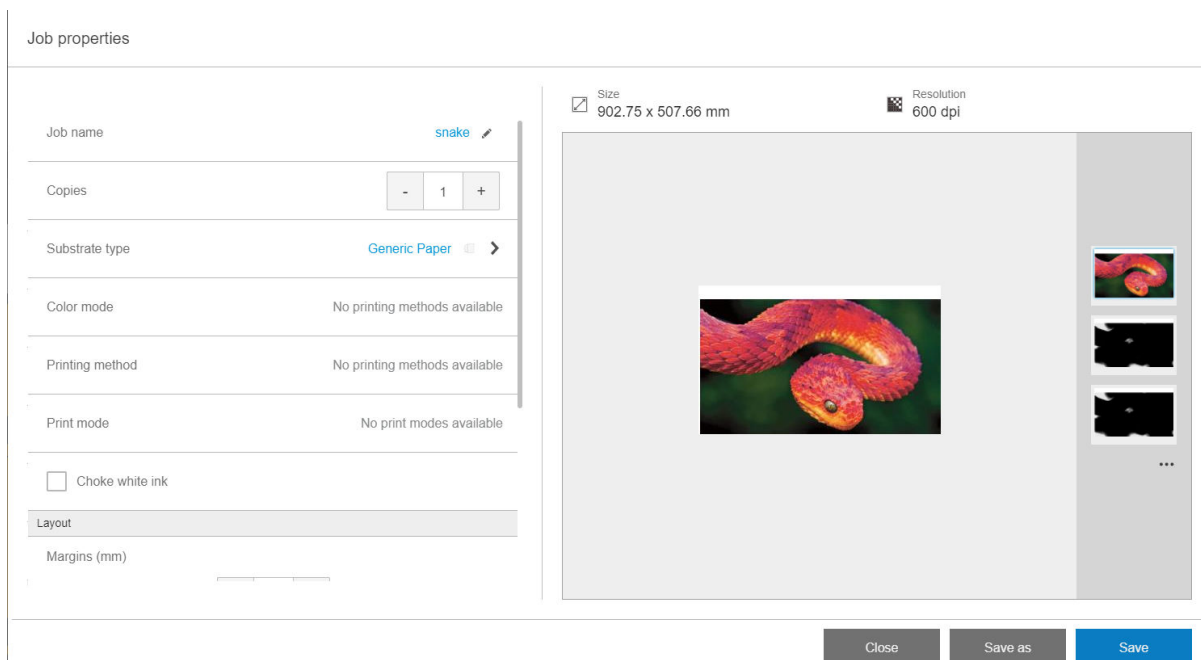 Job properties
Size
902.75 x 507.66 mm
Resolution
600 dpi
Job name snake
Copies - 1 +
Substrate type Generic Paper
Color mode No printing methods available
Printing method No printing methods available
Print mode No print modes available
Choke white ink
Layout
Margins (mm)
Close Save as Save